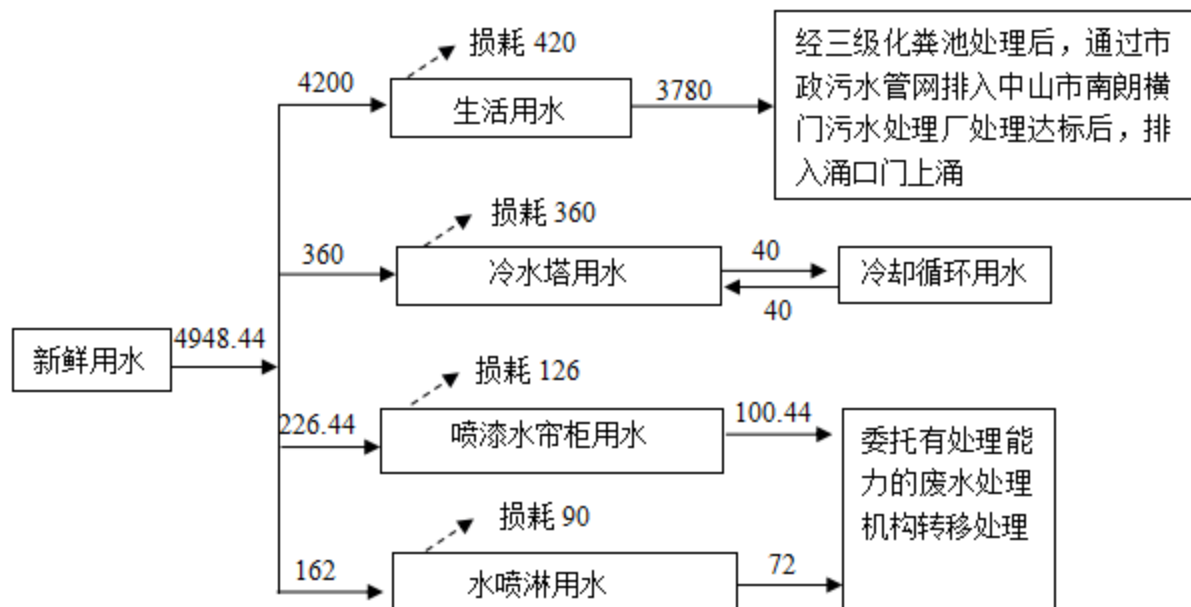 损耗 420
4200
生活用水
3780
经三级化粪池处理后，通过市
政污水管网排入中山市南朗横
门污水处理厂处理达标后，排
入涌口门上涌
损耗 360
360
冷水塔用水
40
40
冷却循环用水
新鲜用水
4948.44
损耗 126
226.44
喷漆水帘柜用水
100.44
委托有处理能
力的废水处理
机构转移处理
损耗 90
162
水喷淋用水
72